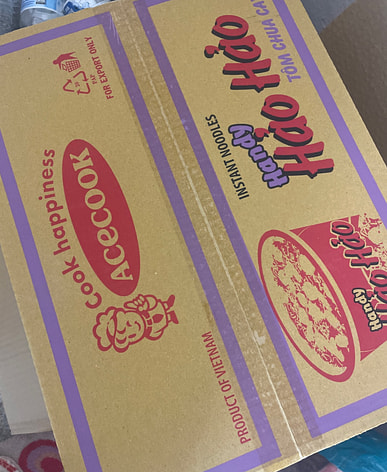 Handy
Hảo Hảo
TÔM CHUA CA
INSTANT NOODLES
Handy
Hảo Hảo
FOR EXPORT ONLY
PAP
cook happiness
ACECOOK
PRODUCT OF VIETNAM